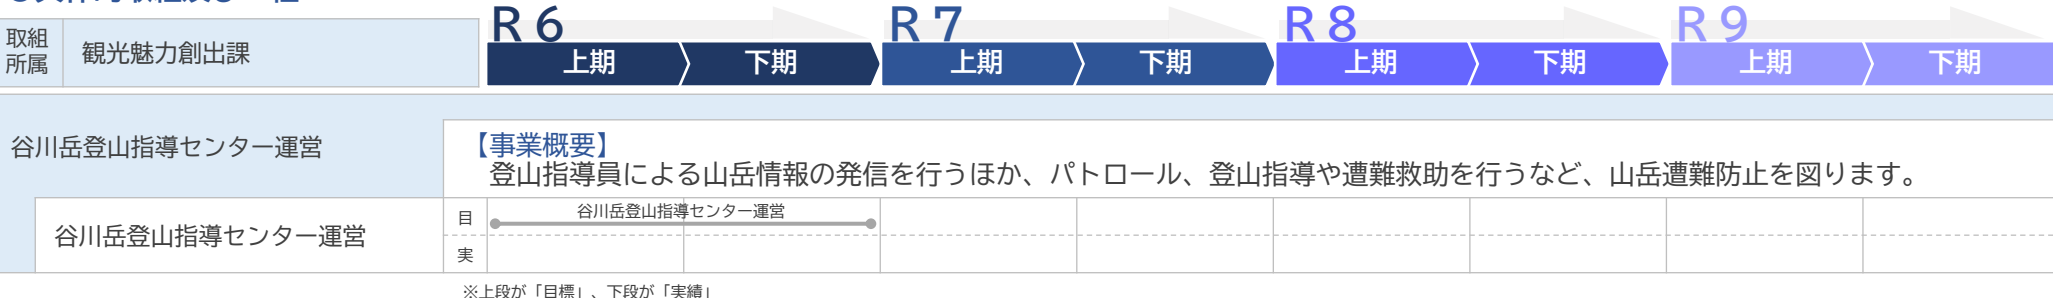 R6 R7 R8 R9
取組所属 観光魅力創出課 上期 下期 上期 下期 上期 下期 上期 下期
谷川岳登山指導センター運営
【事業概要】
登山指導員による山岳情報の発信を行うほか、パトロール、登山指導や遭難救助を行うなど、山岳遭難防止を図ります。
谷川岳登山指導センター運営
目 谷川岳登山指導センター運営
実
※上段が「目標」、下段が「実績」